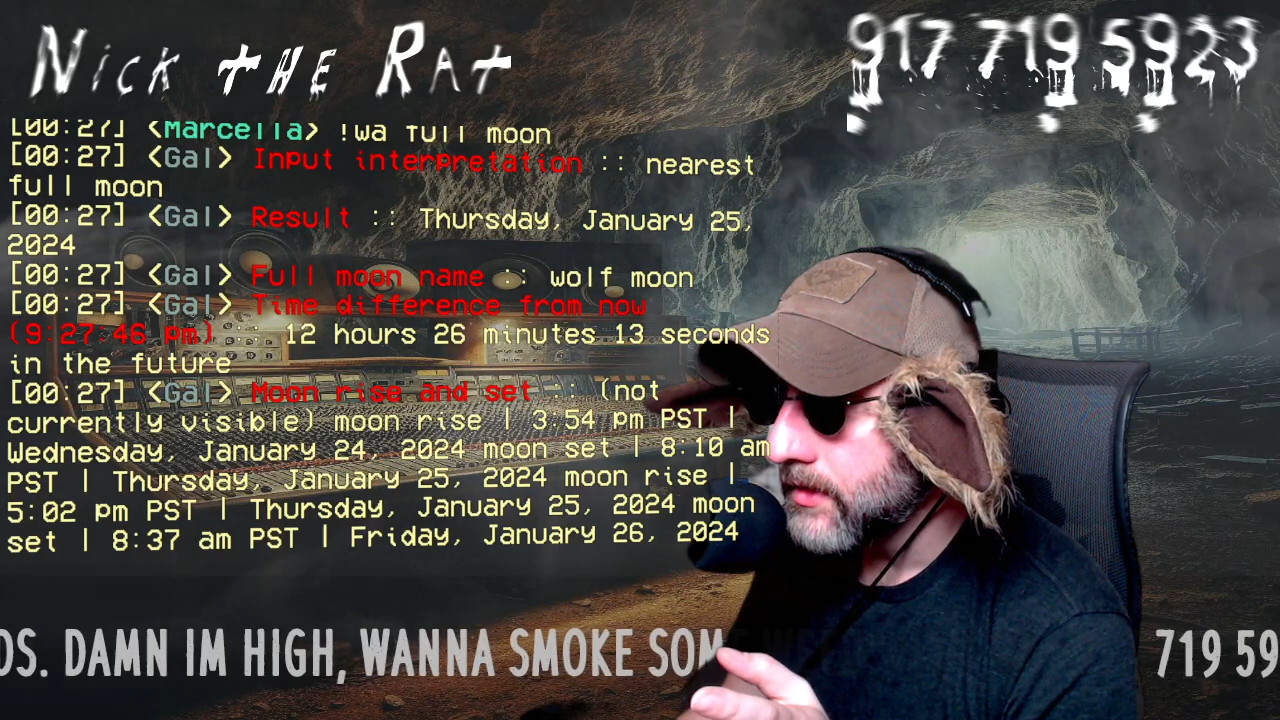 Nick the Rat
917 719 5923
[00:27] <Marcella> !wa full moon
[00:27] <Gal> Input interpretation :: nearest
full moon
[00:27] <Gal> Result :: Thursday, January 25,
2024
[00:27] <Gal> Full moon name :: wolf moon
[00:27] <Gal> Time difference from now
(9:27:46 pm) :: 12 hours 26 minutes 13 seconds
in the future
[00:27] <Gal> Moon rise and set :: (not
currently visible) moon rise | 3:54 pm PST |
Wednesday, January 24, 2024 moon set | 8:10 am
PST | Thursday, January 25, 2024 moon rise |
5:02 pm PST | Thursday, January 25, 2024 moon
set | 8:37 am PST | Friday, January 26, 2024
OS. DAMN IM HIGH, WANNA SMOKE SOME WEED 719 59